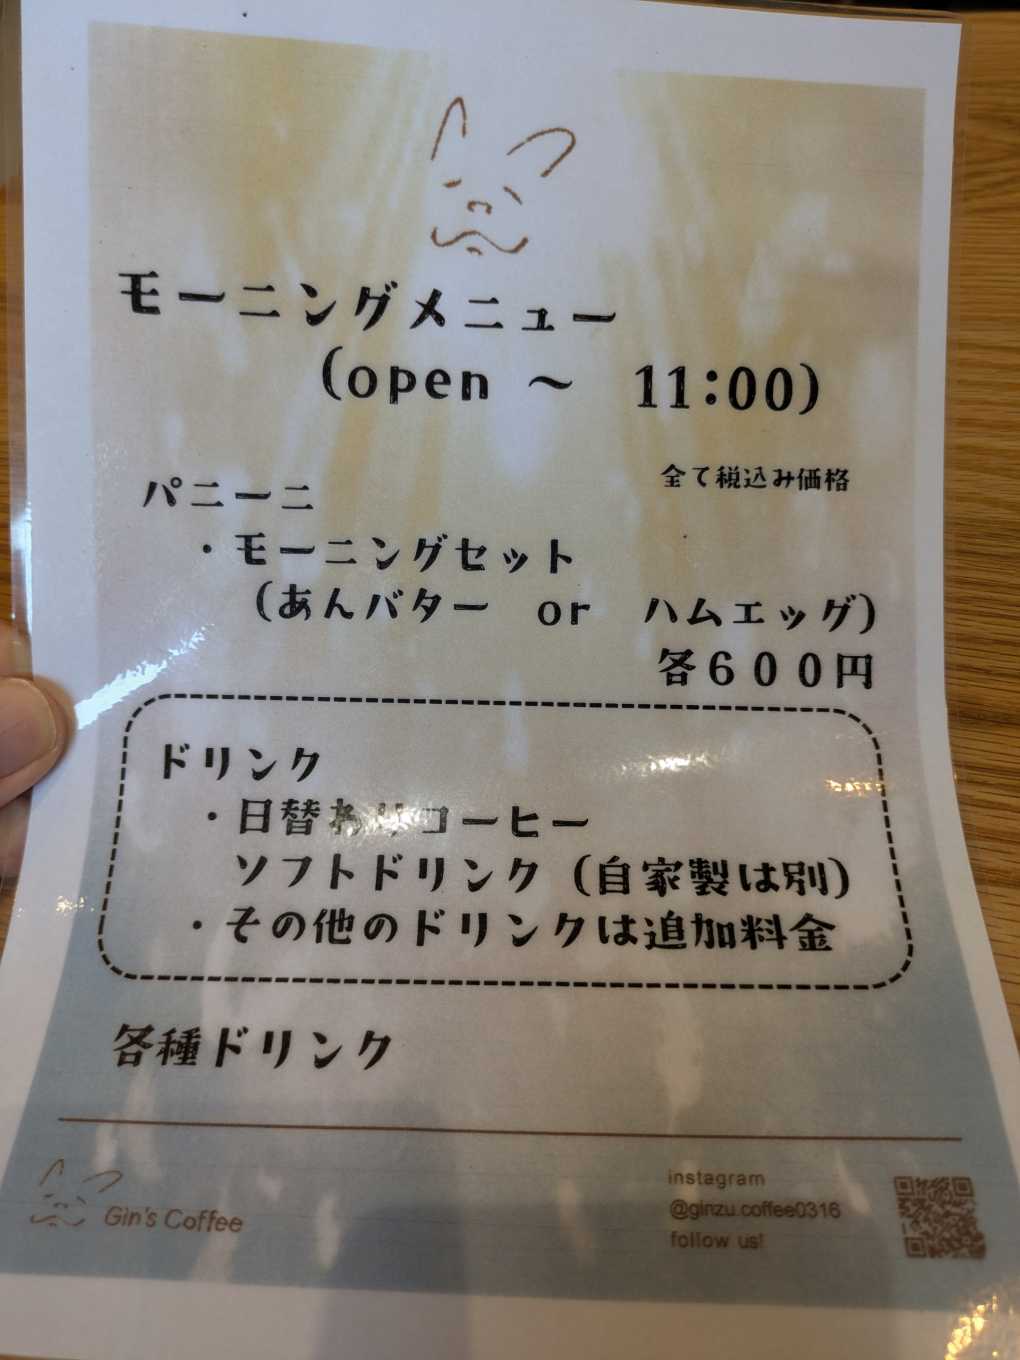 モーニングメニュー
(open ～ 11:00)
全て税込み価格
パニーニ
・モーニングセット
(あんバター or ハムエッグ)
各６００円
ドリンク
・日替わりコーヒー
ソフトドリンク (自家製は別)
・その他のドリンクは追加料金
各種ドリンク
Gin's Coffee
instagram
@ginzu.coffee0316
follow us!